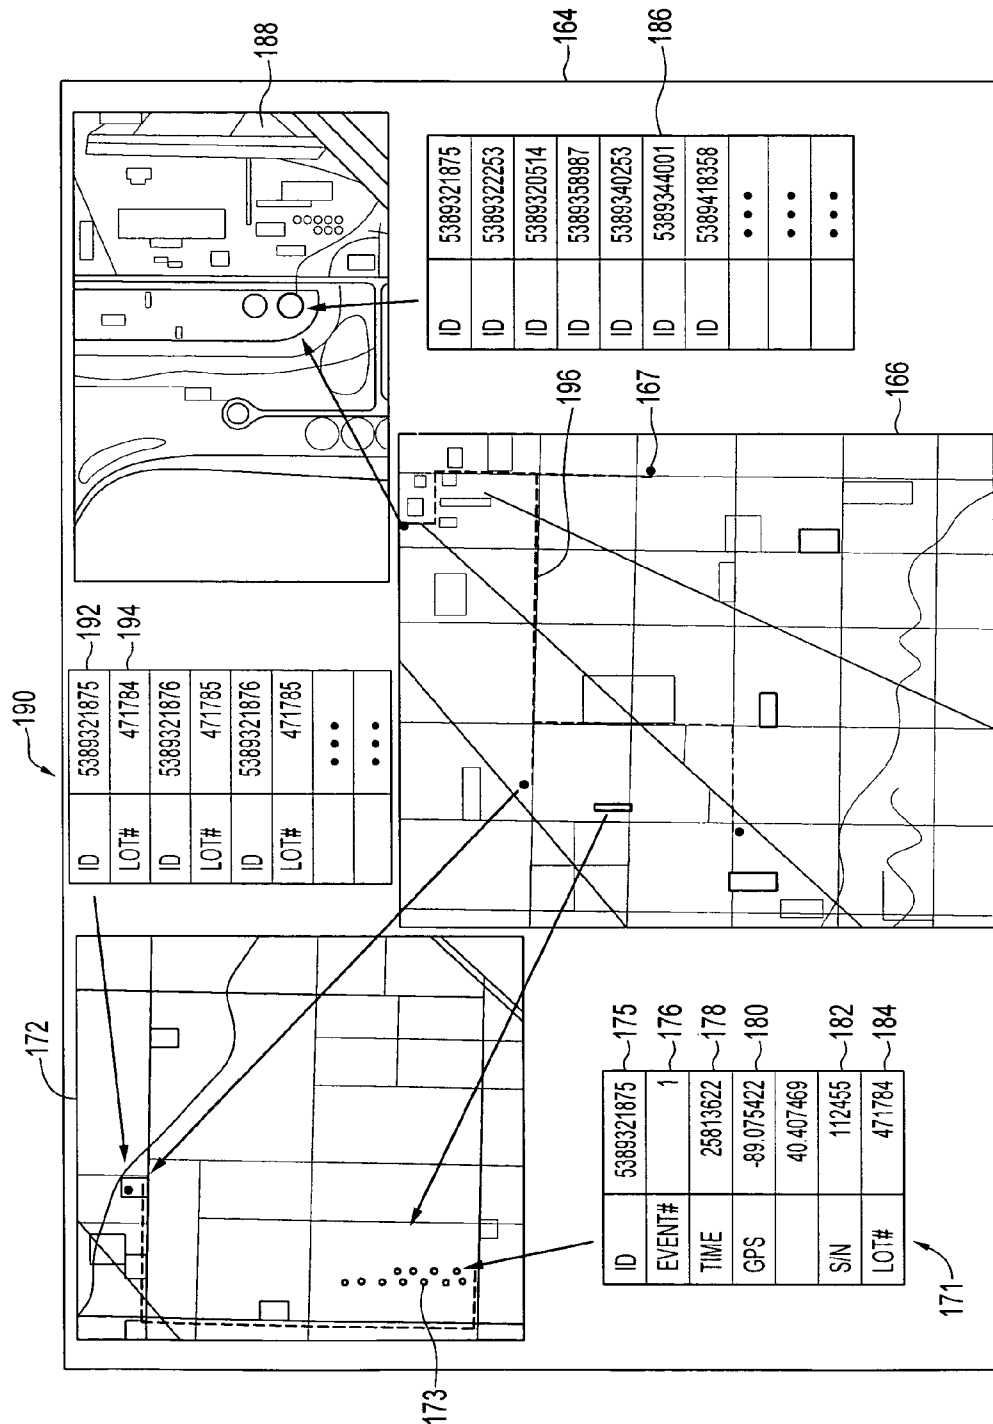 190
ID 5389321875
LOT# 471784
ID 5389321876
LOT# 471785
ID 5389321876
LOT# 471785
192
194
188
172
164
ID 5389321875
ID 5389322253
ID 5389320514
ID 5389358987
ID 5389340253
ID 5389344001
ID 5389418358
186
196
167
166
173
ID 5389321875
EVENT# 1
TIME 25813622
GPS -89.075422
40.407469
S/N 112455
LOT# 471784
175
176
178
180
182
184
171